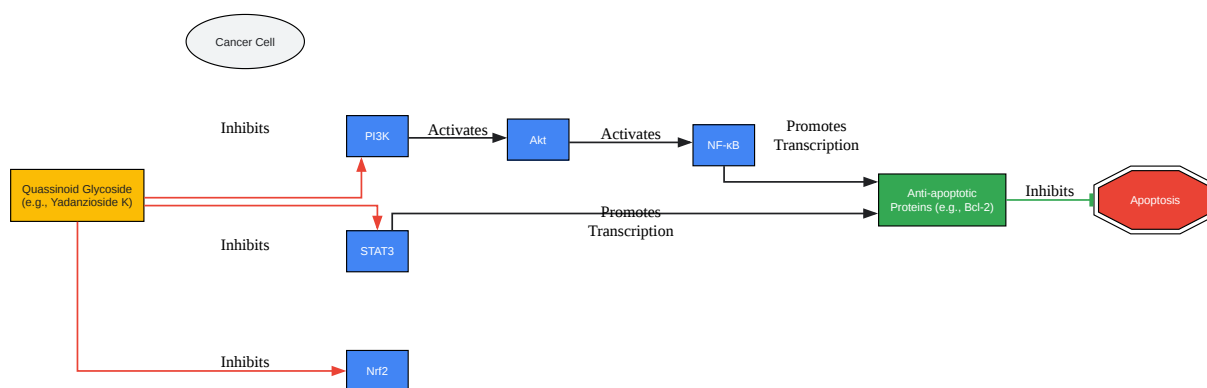 Cancer Cell
Inhibits
PI3K
Activates
Akt
Activates
NF-κB
Promotes
Transcription
Quassinoid Glycoside
(e.g., Yadanzioside K)
Anti-apoptotic
Proteins (e.g., Bcl-2)
Inhibits
Apoptosis
Inhibits
STAT3
Promotes
Transcription
Inhibits
Nrf2